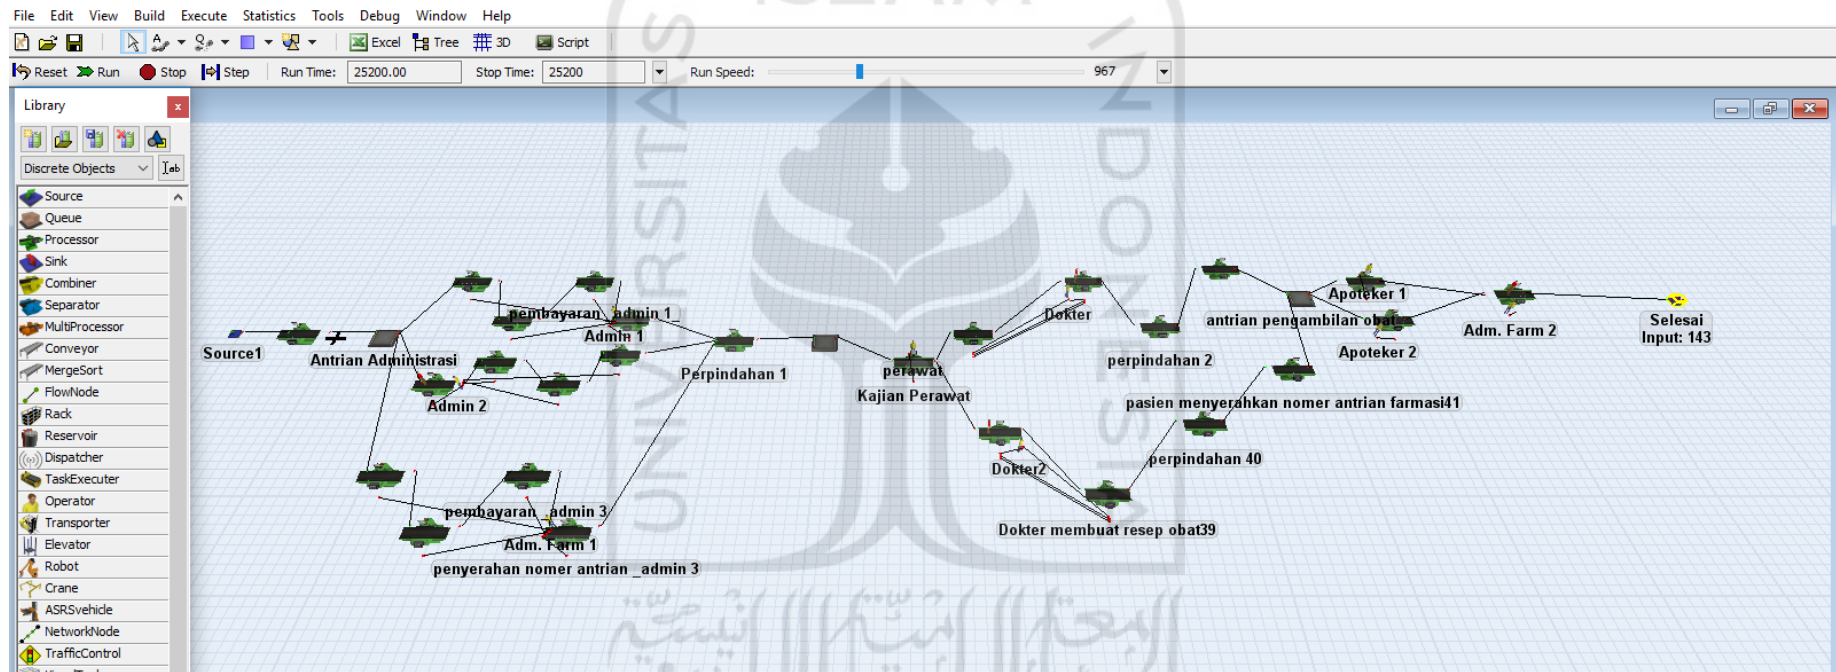 ISLAM
File Edit View Build Execute Statistics Tools Debug Window Help
Excel Tree 3D Script
Reset Run Stop Step Run Time: 25200.00 Stop Time: 25200 Run Speed: 967
Library
Discrete Objects
Source
Queue
Processor
Sink
Combiner
Separator
MultiProcessor
Conveyor
MergeSort
FlowNode
Rack
Reservoir
Dispatcher
TaskExecuter
Operator
Transporter
Elevator
Robot
Crane
ASRSvehicle
NetworkNode
TrafficControl
UNIVERSITAS
INDONESIA
Source1
Antrian Administrasi
pembayaran _admin 1
Admin 1
Admin 2
Perpindahan 1
pembayaran _admin 3
Adm. Farm 1
penyerahan nomer antrian _admin 3
perawat
Kajian Perawat
Dokter
perpindahan 2
Dokter2
Dokter membuat resep obat39
perpindahan 40
pasien menyerahkan nomer antrian farmasi41
antrian pengambilan obat
Apoteker 1
Apoteker 2
Adm. Farm 2
Selesai
Input: 143